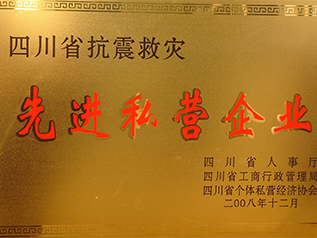 四川省抗震救灾
先进私营企业
四川省人事厅
四川省工商行政管理局
四川省个体私营经济协会
二00八年十二月